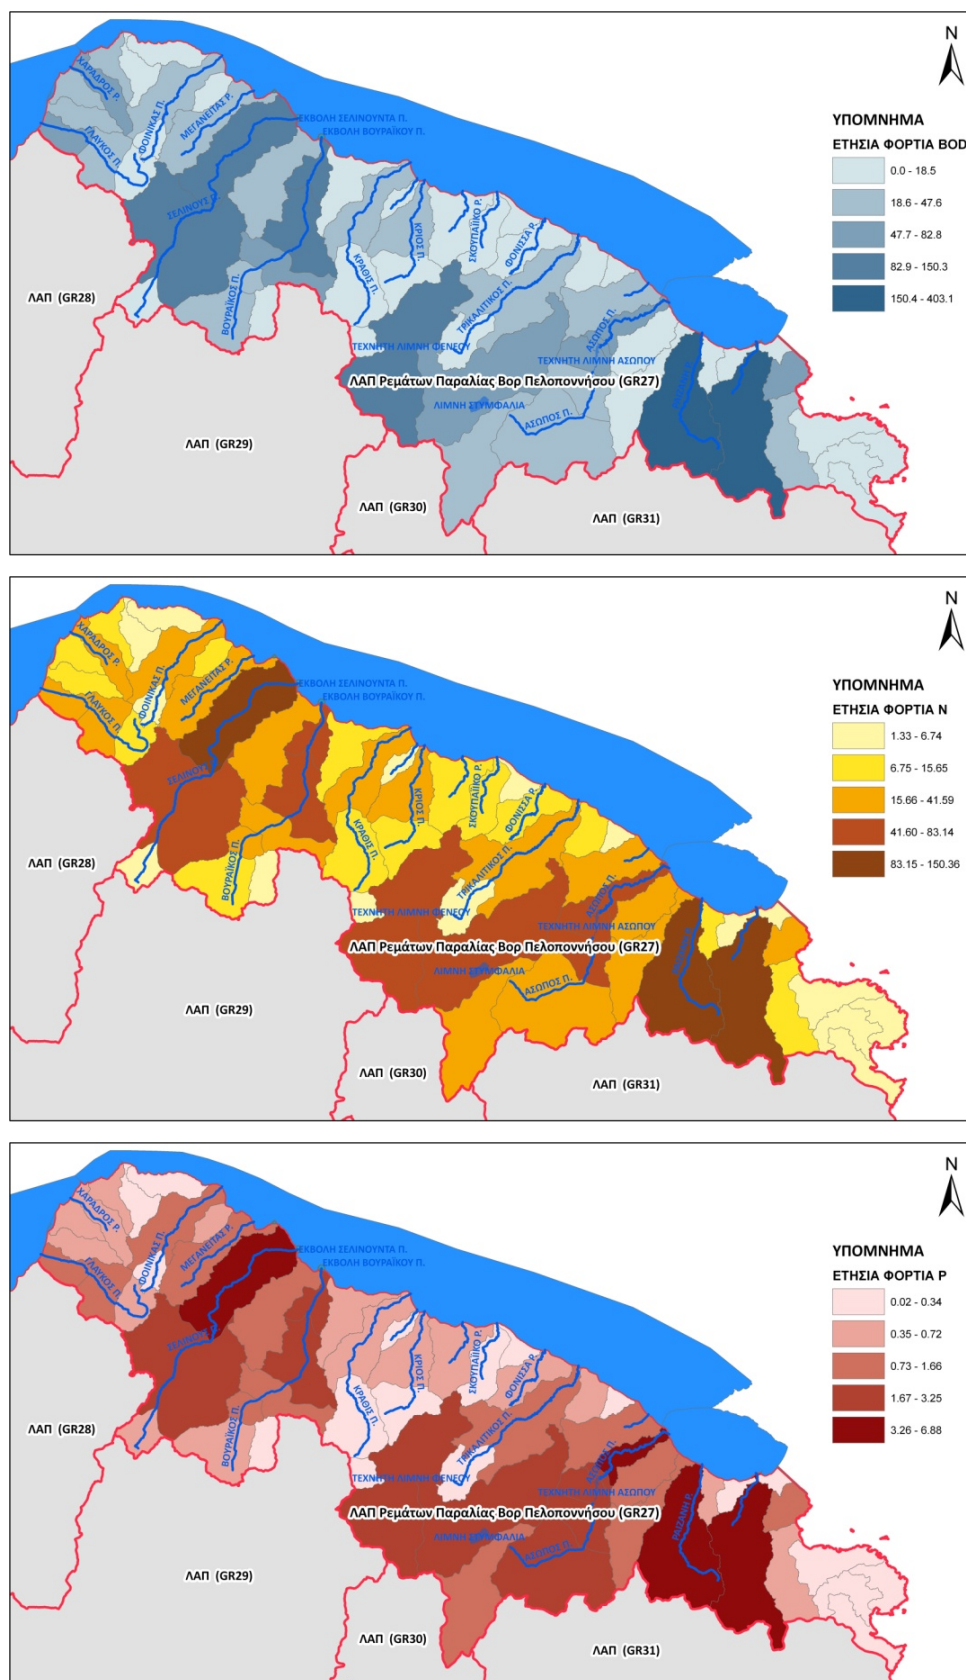 N
ΥΠΟΜΝΗΜΑ
ΕΤΗΣΙΑ ΦΟΡΤΙΑ BOD
0.0 - 18.5
18.6 - 47.6
47.7 - 82.8
82.9 - 150.3
150.4 - 403.1
ΧΑΡΑΔΡΟΣ Ρ.
ΦΟΙΝΙΚΑΣ Π.
ΜΕΓΑΝΕΙΤΑΣ Ρ.
ΓΛΑΥΚΟΣ Π.
ΕΚΒΟΛΗ ΣΕΛΙΝΟΥΝΤΑ Π.
ΕΚΒΟΛΗ ΒΟΥΡΑΪΚΟΥ Π.
ΣΕΛΙΝΟΥΣ Π.
ΚΡΑΘΙΣ Π.
ΚΡΙΟΣ Π.
ΣΚΟΥΠΑΙΪΚΟ Ρ.
ΦΟΝΙΣΣΑ Ρ.
ΒΟΥΡΑΪΚΟΣ Π.
ΤΡΙΚΑΛΙΤΙΚΟΣ Π.
ΑΣΩΠΟΣ Π.
ΤΕΧΝΗΤΗ ΛΙΜΝΗ ΦΕΝΕΟΥ
ΤΕΧΝΗΤΗ ΛΙΜΝΗ ΑΣΩΠΟΥ
ΛΑΠ Ρεμάτων Παραλίας Βορ Πελοποννήσου (GR27)
ΛΙΜΝΗ ΣΤΥΜΦΑΛΙΑ
ΑΣΩΠΟΣ Π.
ΛΑΠ (GR28)
ΛΑΠ (GR29)
ΛΑΠ (GR30)
ΛΑΠ (GR31)
N
ΥΠΟΜΝΗΜΑ
ΕΤΗΣΙΑ ΦΟΡΤΙΑ N
1.33 - 6.74
6.75 - 15.65
15.66 - 41.59
41.60 - 83.14
83.15 - 150.36
ΧΑΡΑΔΡΟΣ Ρ.
ΦΟΙΝΙΚΑΣ Π.
ΜΕΓΑΝΕΙΤΑΣ Ρ.
ΓΛΑΥΚΟΣ Π.
ΕΚΒΟΛΗ ΣΕΛΙΝΟΥΝΤΑ Π.
ΕΚΒΟΛΗ ΒΟΥΡΑΪΚΟΥ Π.
ΣΕΛΙΝΟΥΣ Π.
ΚΡΑΘΙΣ Π.
ΚΡΙΟΣ Π.
ΣΚΟΥΠΑΙΪΚΟ Ρ.
ΦΟΝΙΣΣΑ Ρ.
ΒΟΥΡΑΪΚΟΣ Π.
ΤΡΙΚΑΛΙΤΙΚΟΣ Π.
ΑΣΩΠΟΣ Π.
ΤΕΧΝΗΤΗ ΛΙΜΝΗ ΦΕΝΕΟΥ
ΤΕΧΝΗΤΗ ΛΙΜΝΗ ΑΣΩΠΟΥ
ΛΑΠ Ρεμάτων Παραλίας Βορ Πελοποννήσου (GR27)
ΛΙΜΝΗ ΣΤΥΜΦΑΛΙΑ
ΑΣΩΠΟΣ Π.
ΛΑΠ (GR28)
ΛΑΠ (GR29)
ΛΑΠ (GR30)
ΛΑΠ (GR31)
N
ΥΠΟΜΝΗΜΑ
ΕΤΗΣΙΑ ΦΟΡΤΙΑ P
0.02 - 0.34
0.35 - 0.72
0.73 - 1.66
1.67 - 3.25
3.26 - 6.88
ΧΑΡΑΔΡΟΣ Ρ.
ΦΟΙΝΙΚΑΣ Π.
ΜΕΓΑΝΕΙΤΑΣ Ρ.
ΓΛΑΥΚΟΣ Π.
ΕΚΒΟΛΗ ΣΕΛΙΝΟΥΝΤΑ Π.
ΕΚΒΟΛΗ ΒΟΥΡΑΪΚΟΥ Π.
ΣΕΛΙΝΟΥΣ Π.
ΚΡΑΘΙΣ Π.
ΚΡΙΟΣ Π.
ΣΚΟΥΠΑΙΪΚΟ Ρ.
ΦΟΝΙΣΣΑ Ρ.
ΒΟΥΡΑΪΚΟΣ Π.
ΤΡΙΚΑΛΙΤΙΚΟΣ Π.
ΑΣΩΠΟΣ Π.
ΤΕΧΝΗΤΗ ΛΙΜΝΗ ΦΕΝΕΟΥ
ΤΕΧΝΗΤΗ ΛΙΜΝΗ ΑΣΩΠΟΥ
ΡΑΙΖΑΝΗ Ρ.
ΛΑΠ Ρεμάτων Παραλίας Βορ Πελοποννήσου (GR27)
ΛΙΜΝΗ ΣΤΥΜΦΑΛΙΑ
ΑΣΩΠΟΣ Π.
ΛΑΠ (GR28)
ΛΑΠ (GR29)
ΛΑΠ (GR30)
ΛΑΠ (GR31)